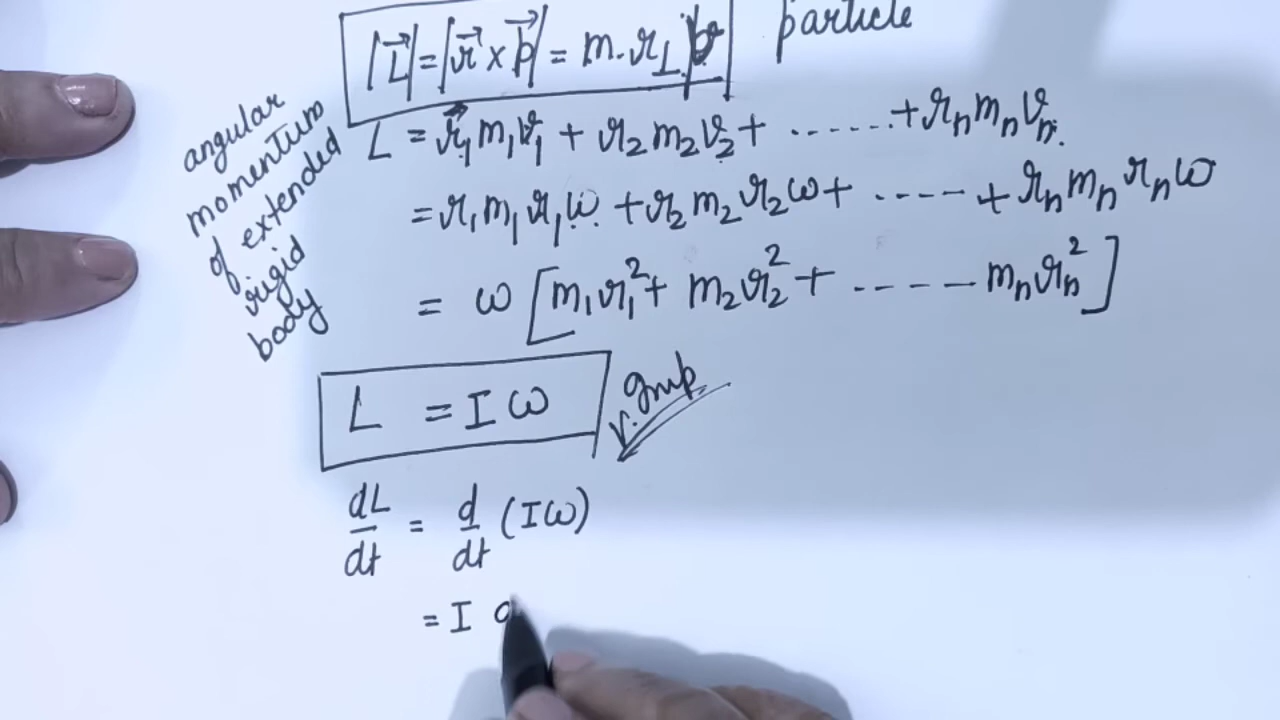 |L⃗| = |r⃗ × p⃗| = m.r⊥ v particle
angular momentum of extended rigid body
L = r⃗₁m₁v₁ + r₂m₂v₂ + ....... + rₙmₙvₙ.
= r₁m₁r₁ω + r₂m₂r₂ω + ---- + rₙmₙrₙω
= ω [m₁r₁² + m₂r₂² + ----- mₙrₙ²]
L = Iω
v. Imp
dL/dt = d/dt (Iω)
= I